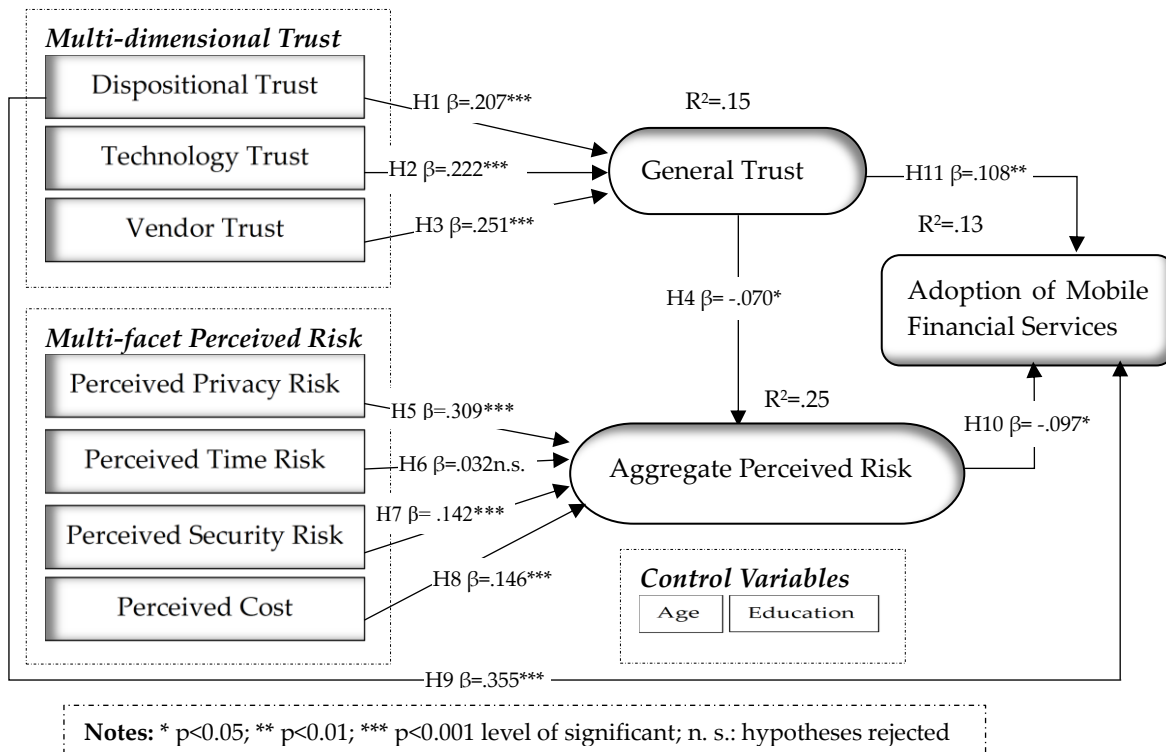 Multi-dimensional Trust
Dispositional Trust
Technology Trust
Vendor Trust
H1 β=.207***
H2 β=.222***
H3 β=.251***
R²=.15
General Trust
H11 β=.108**
R²=.13
H4 β= -.070*
Adoption of Mobile
Financial Services
Multi-facet Perceived Risk
Perceived Privacy Risk
Perceived Time Risk
Perceived Security Risk
Perceived Cost
H5 β=.309***
H6 β=.032n.s.
H7 β= .142***
H8 β=.146***
R²=.25
Aggregate Perceived Risk
H10 β= -.097*
Control Variables
Age
Education
H9 β=.355***
Notes: * p<0.05; ** p<0.01; *** p<0.001 level of significant; n. s.: hypotheses rejected